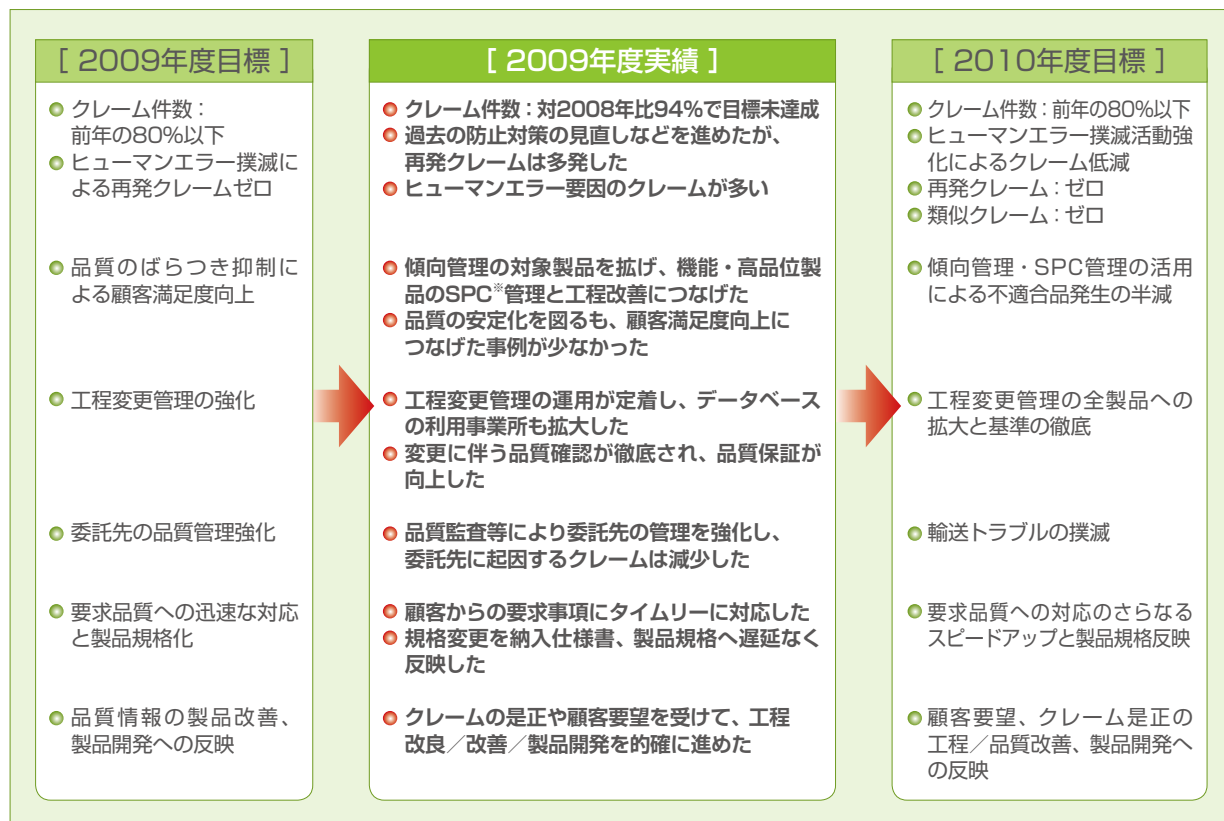 [ 2009年度目標 ]
● クレーム件数：
前年の80％以下
● ヒューマンエラー撲滅に
よる再発クレームゼロ
● 品質のばらつき抑制に
よる顧客満足度向上
● 工程変更管理の強化
● 委託先の品質管理強化
● 要求品質への迅速な対応
と製品規格化
● 品質情報の製品改善、
製品開発への反映
[ 2009年度実績 ]
● クレーム件数：対2008年比94％で目標未達成
● 過去の防止対策の見直しなどを進めたが、
再発クレームは多発した
● ヒューマンエラー要因のクレームが多い
● 傾向管理の対象製品を拡げ、機能・高品位製
品のSPC※管理と工程改善につなげた
● 品質の安定化を図るも、顧客満足度向上に
つなげた事例が少なかった
● 工程変更管理の運用が定着し、データベース
の利用事業所も拡大した
● 変更に伴う品質確認が徹底され、品質保証が
向上した
● 品質監査等により委託先の管理を強化し、
委託先に起因するクレームは減少した
● 顧客からの要求事項にタイムリーに対応した
● 規格変更を納入仕様書、製品規格へ遅延なく
反映した
● クレームの是正や顧客要望を受けて、工程
改良／改善／製品開発を的確に進めた
[ 2010年度目標 ]
● クレーム件数：前年の80％以下
● ヒューマンエラー撲滅活動強
化によるクレーム低減
● 再発クレーム：ゼロ
● 類似クレーム：ゼロ
● 傾向管理・SPC管理の活用
による不適合品発生の半減
● 工程変更管理の全製品への
拡大と基準の徹底
● 輸送トラブルの撲滅
● 要求品質への対応のさらなる
スピードアップと製品規格反映
● 顧客要望、クレーム是正の
工程／品質改善、製品開発へ
の反映